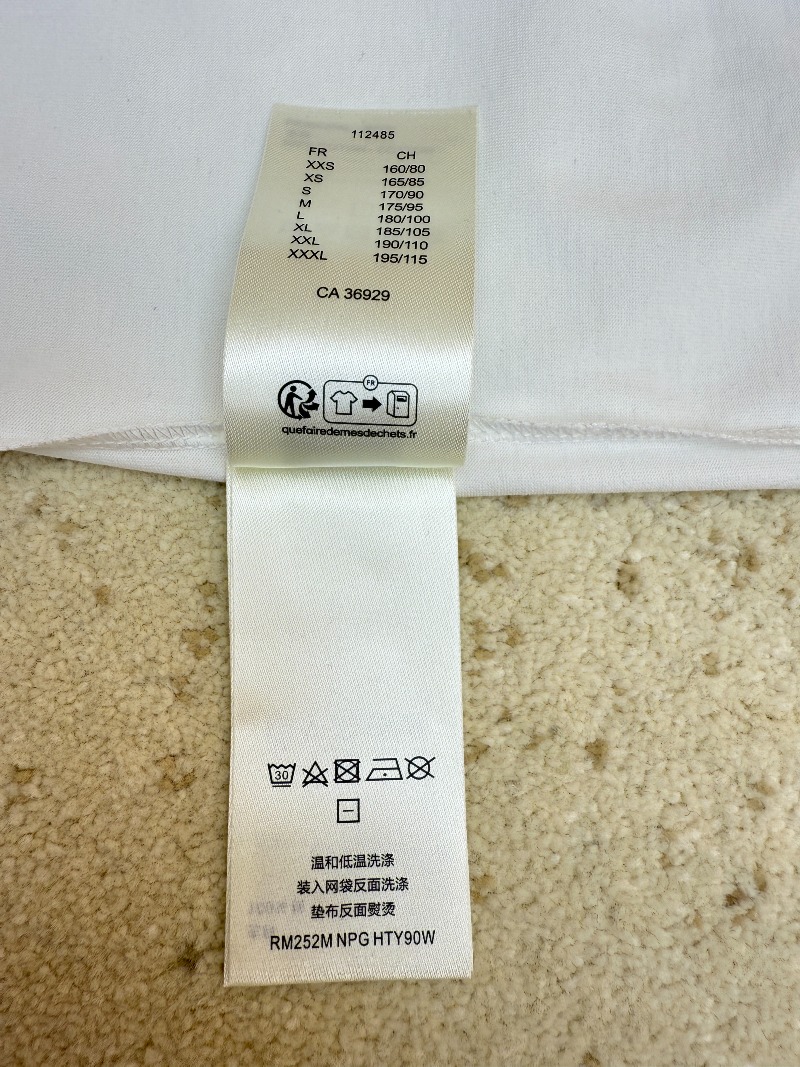 112485
FR CH
XXS 160/80
XS 165/85
S 170/90
M 175/95
L 180/100
XL 185/105
XXL 190/110
XXXL 195/115
CA 36929
FR
quefairedemesdechets.fr
30
温和低温洗涤
装入网袋反面洗涤
垫布反面熨烫
RM252M NPG HTY90W